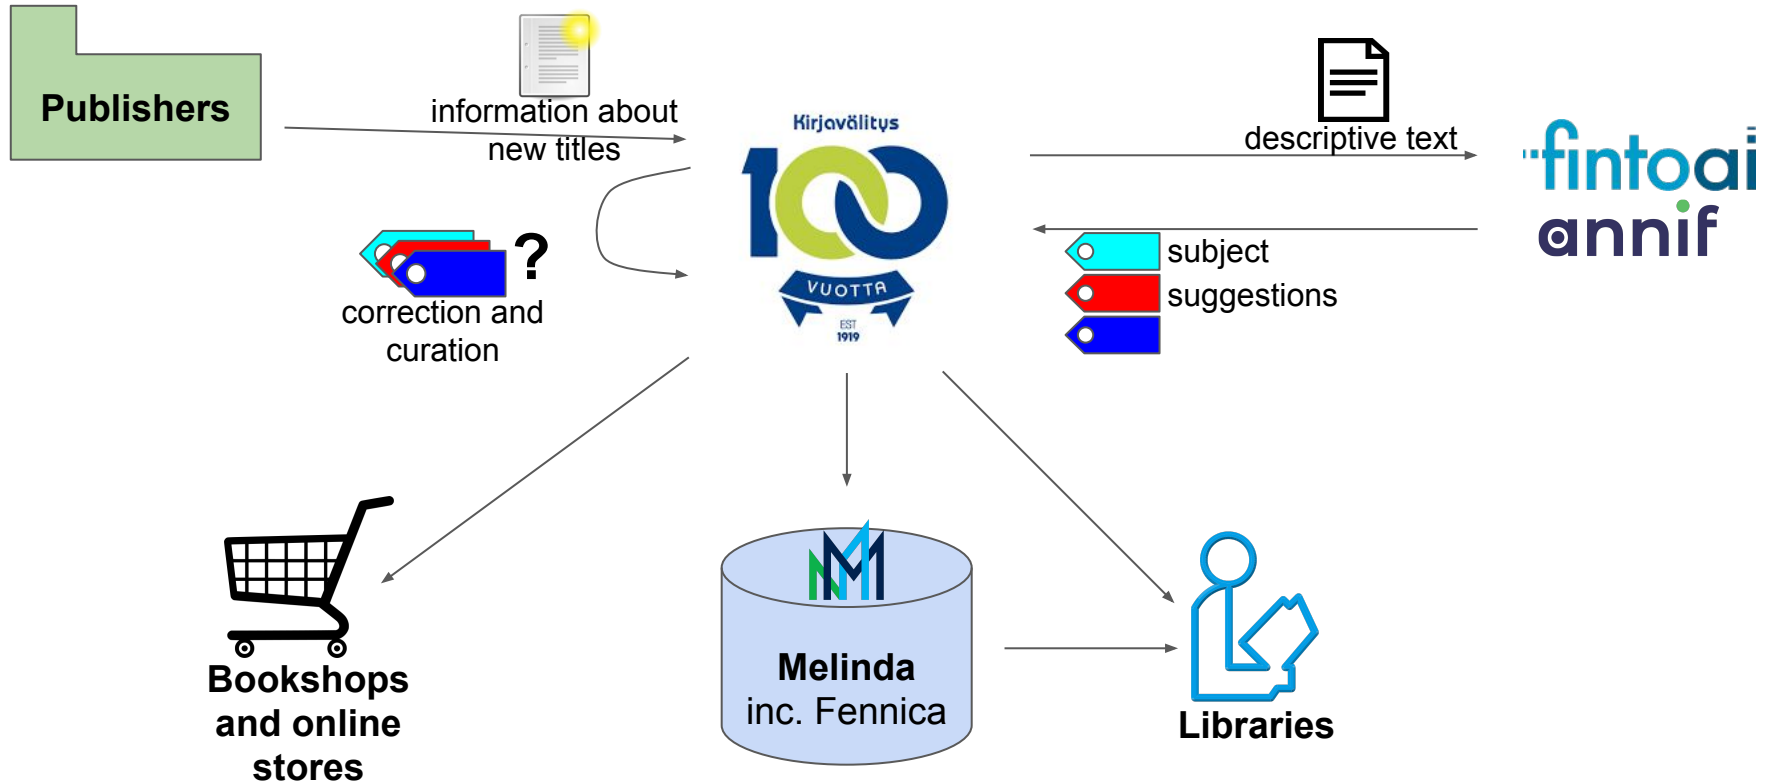 Publishers
information about
new titles
Kirjavälitys
100
VUOTTA
EST
1919
descriptive text
fintoai
annif
subject
suggestions
?
correction and
curation
Bookshops
and online
stores
Melinda
inc. Fennica
Libraries